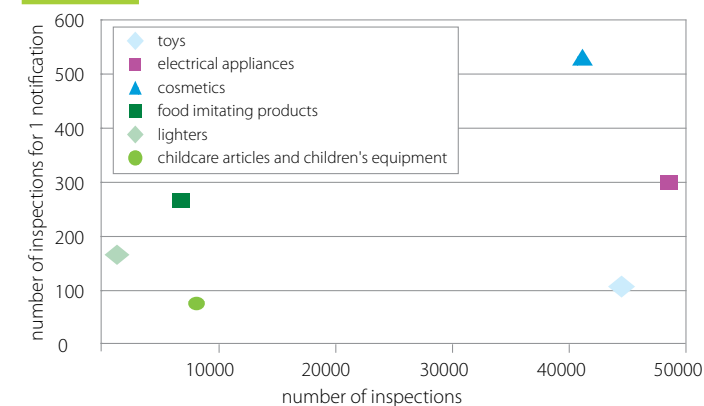 number of inspections for 1 notification
600
500
400
300
200
100
0
toys
electrical appliances
cosmetics
food imitating products
lighters
childcare articles and children's equipment
10000 20000 30000 40000 50000
number of inspections